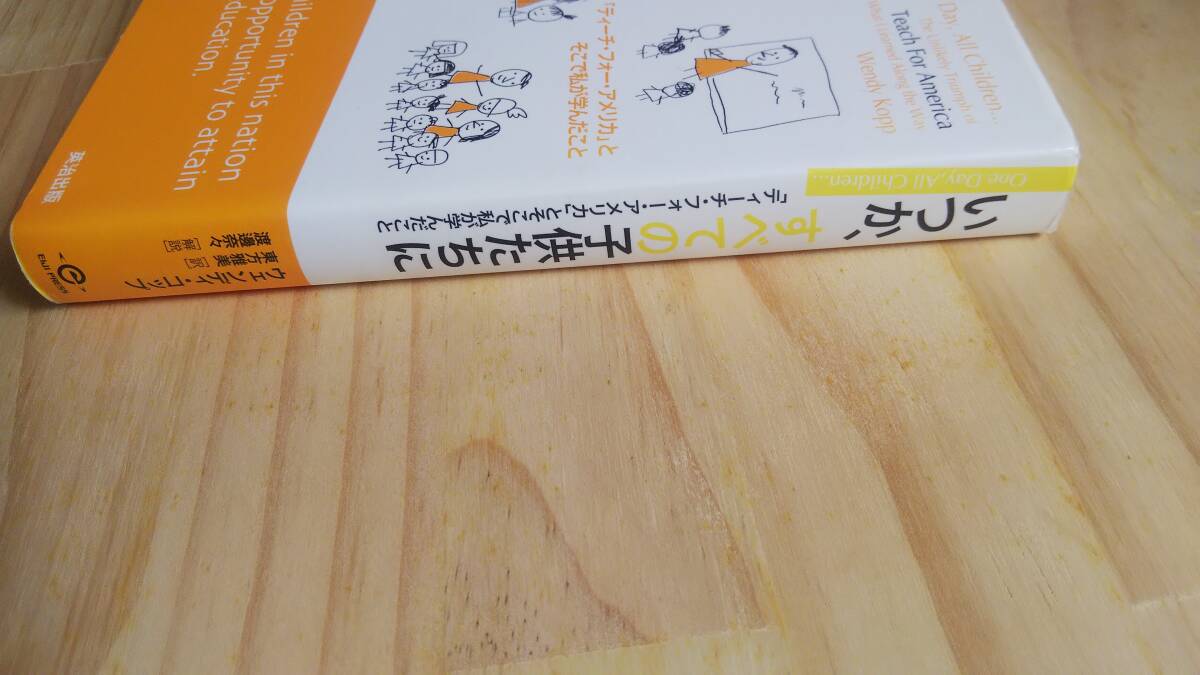 Day, All Children...
The Unlikely Triumph of
Teach For America
What I Learned Along The Way
Wendy Kopp
「ティーチ・フォー・アメリカ」と
そこで私が学んだこと
ildren in this nation
opportunity to attain
ducation.
英治出版
One Day, All Children...
いつか、すべての子供たちに
「ティーチ・フォー・アメリカ」とそこで私が学んだこと
ウェンディ・コップ
東方雅美[訳]
渡邊奈々[解説]
EIJI PRESS